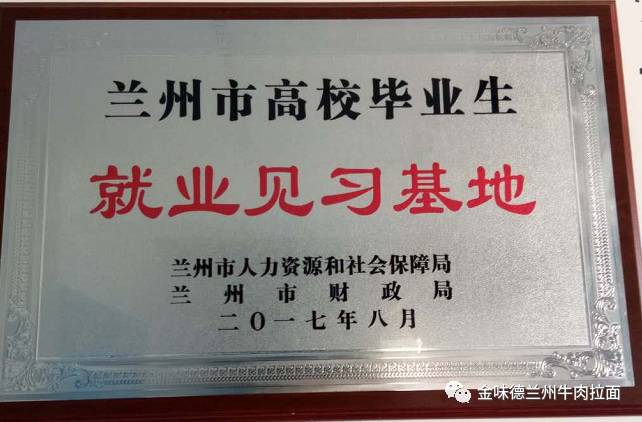 兰州市高校毕业生
就业见习基地
兰州市人力资源和社会保障局
兰州市财政局
二〇一七年八月
金味德兰州牛肉拉面